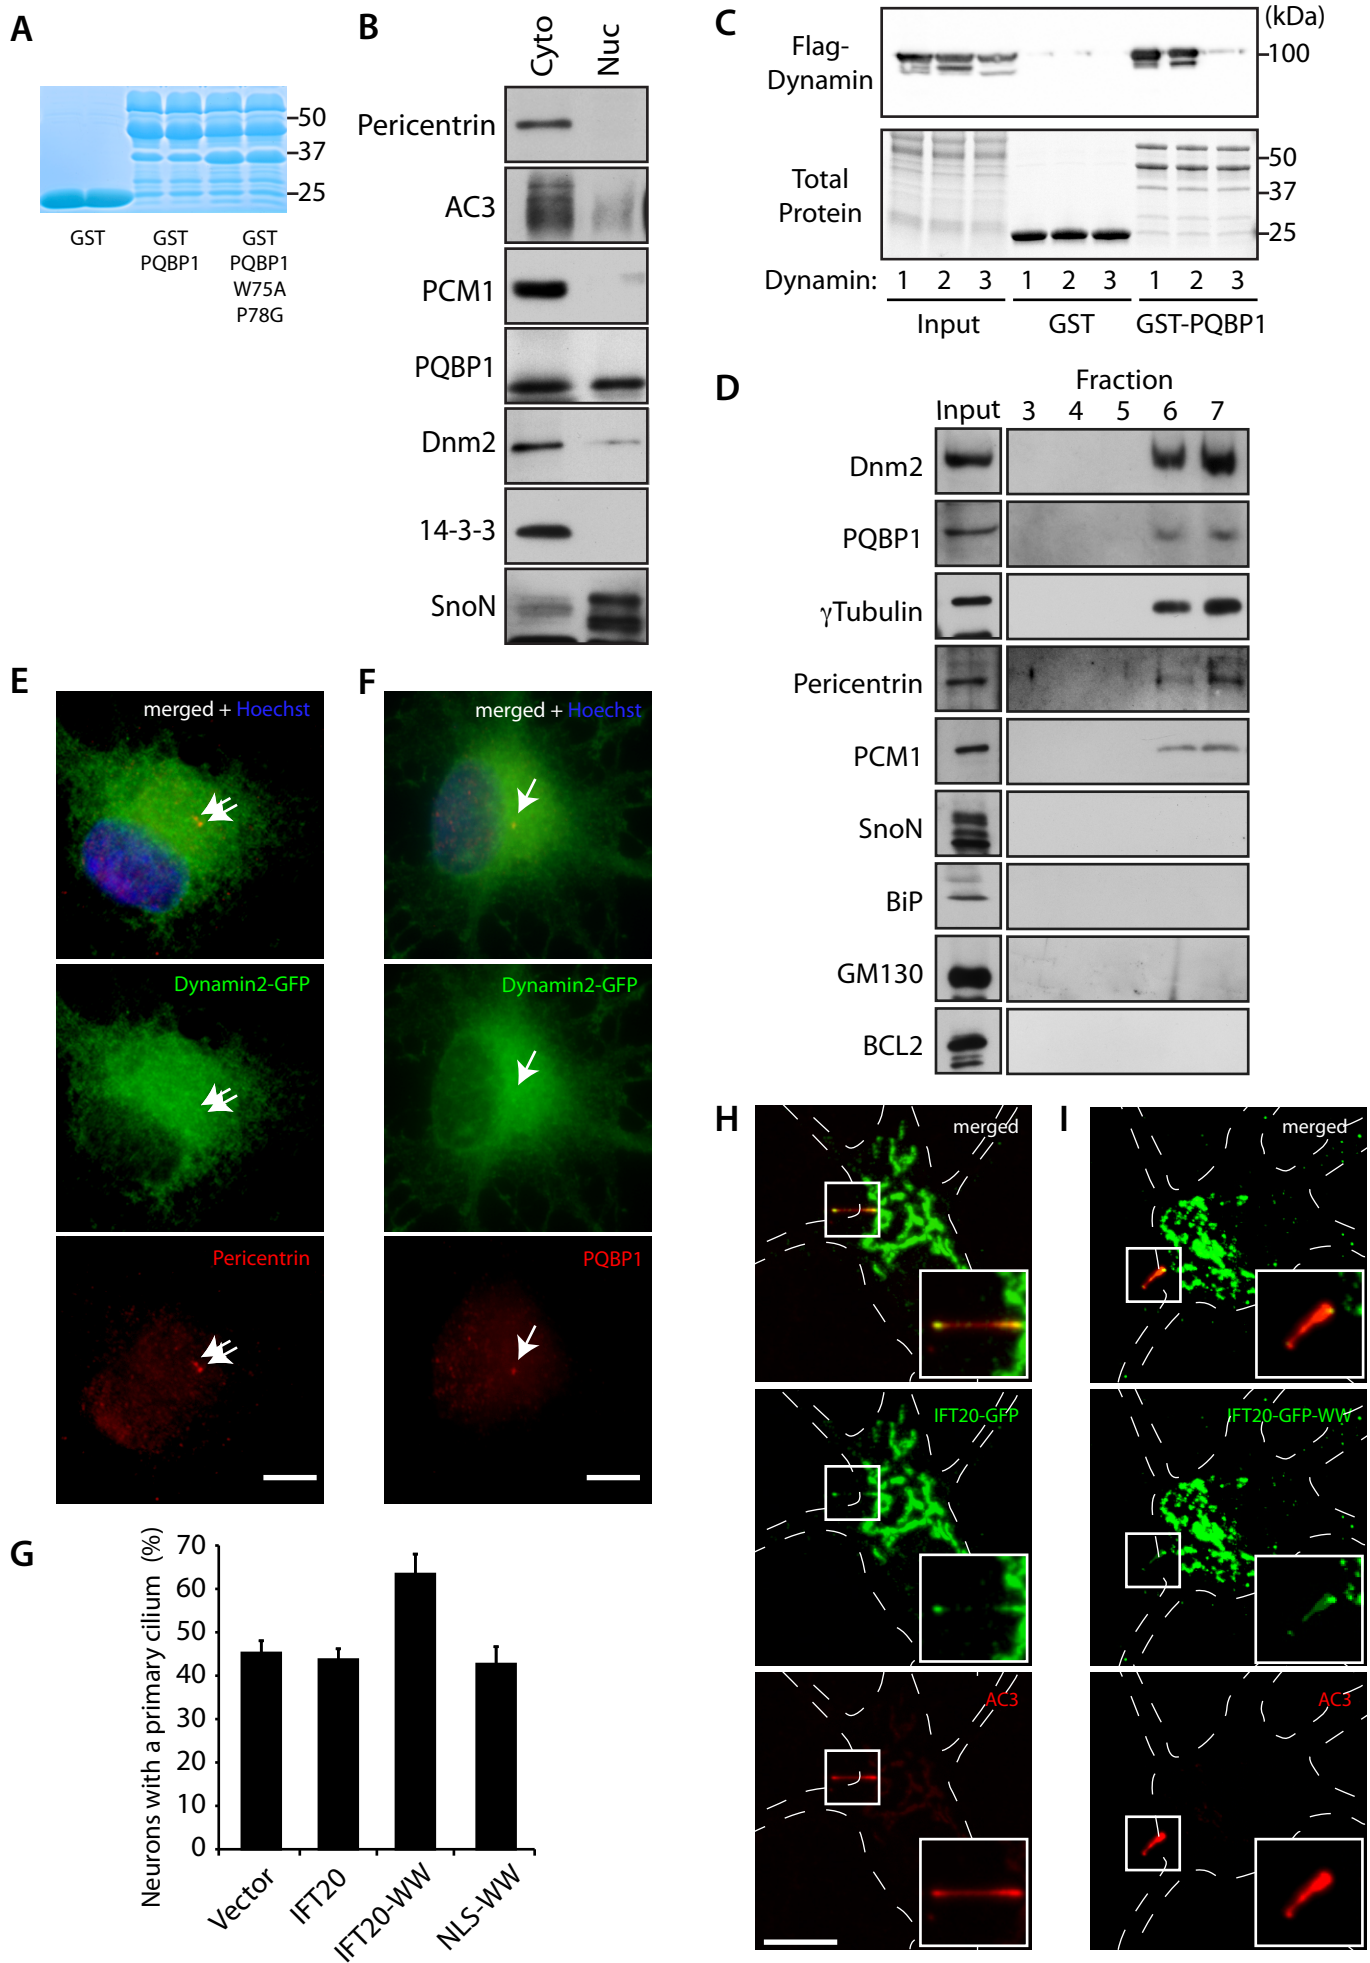 A
50
37
25
GST
GST
PQBP1
GST
PQBP1
W75A
P78G
B
Cyto
Nuc
Pericentrin
AC3
PCM1
PQBP1
Dnm2
14-3-3
SnoN
C
(kDa)
Flag-
Dynamin
100
Total
Protein
50
37
25
Dynamin: 1 2 3 1 2 3 1 2 3
Input GST GST-PQBP1
D
Fraction
Input 3 4 5 6 7
Dnm2
PQBP1
γTubulin
Pericentrin
PCM1
SnoN
BiP
GM130
BCL2
E
merged + Hoechst
Dynamin2-GFP
Pericentrin
F
merged + Hoechst
Dynamin2-GFP
PQBP1
G
Neurons with a primary cilium (%)
70
60
50
40
30
20
10
0
Vector
IFT20
IFT20-WW
NLS-WW
H
merged
IFT20-GFP
AC3
I
merged
IFT20-GFP-WW
AC3